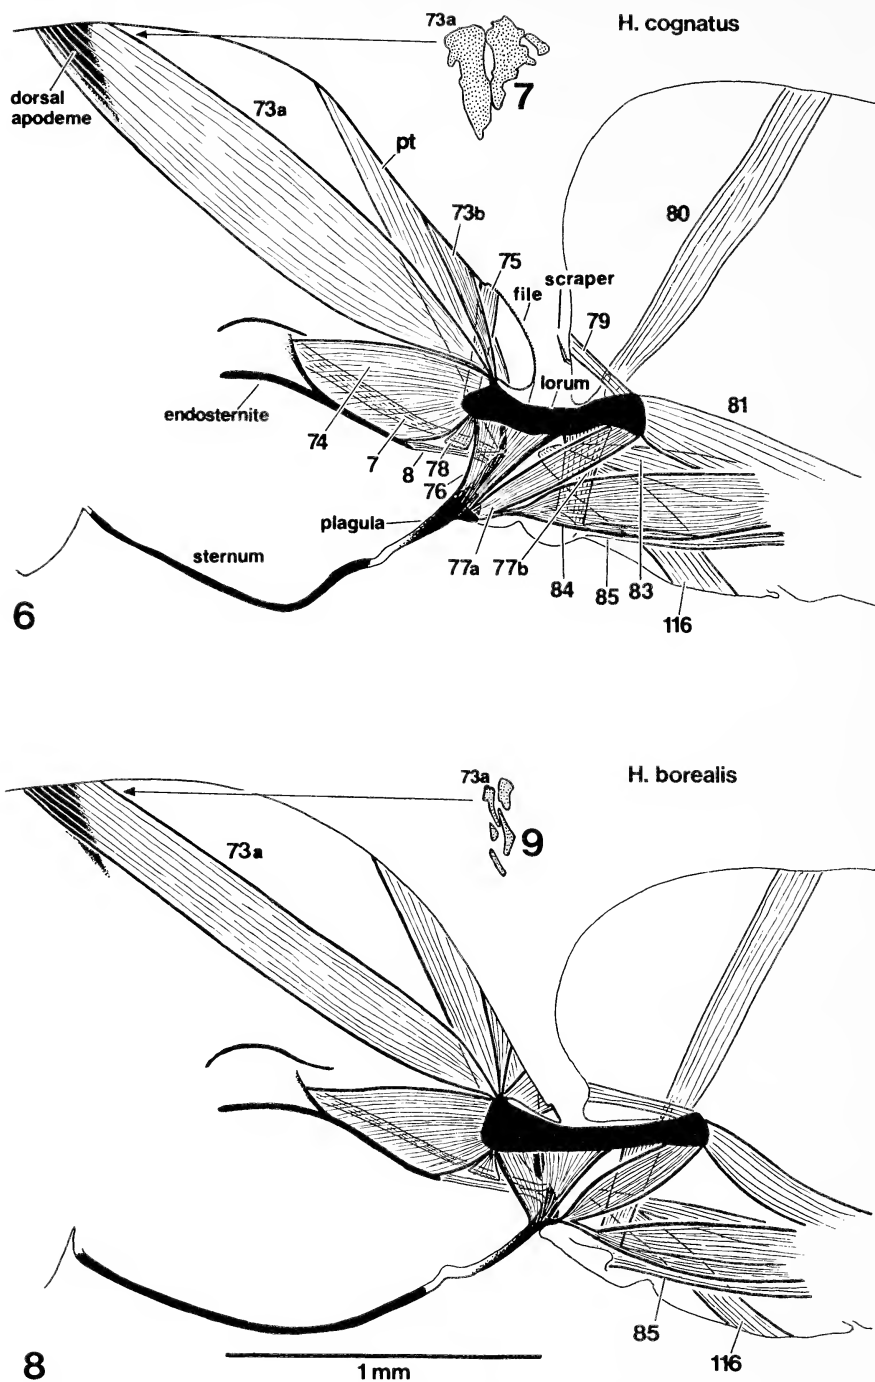 73a
H. cognatus
7
dorsal
apodeme
73a
pt
80
73b
75
scraper
file
79
lorum
81
endosternite
74
7
8
78
76
plagula
sternum
77a
77b
84
85
83
6
116
73a
H. borealis
9
73a
85
116
8
1 mm